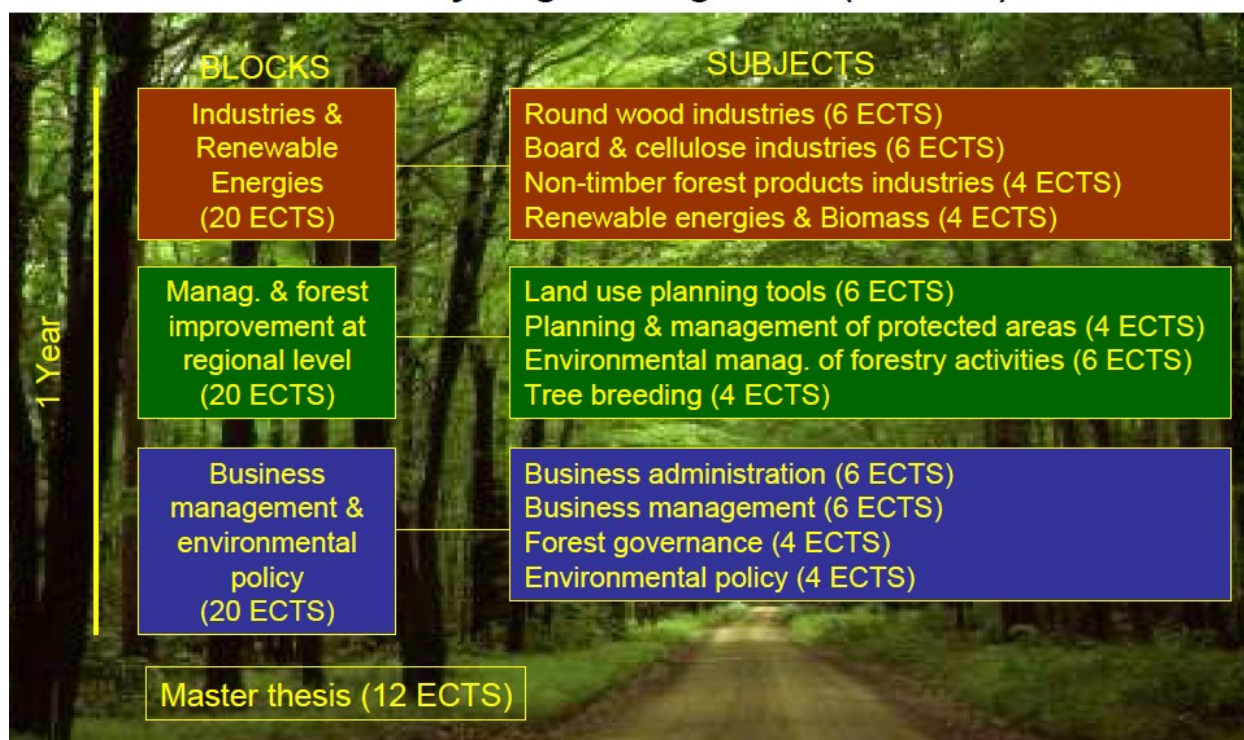 BLOCKS
SUBJECTS
1 Year
Industries &
Renewable
Energies
(20 ECTS)
Round wood industries (6 ECTS)
Board & cellulose industries (6 ECTS)
Non-timber forest products industries (4 ECTS)
Renewable energies & Biomass (4 ECTS)
Manag. & forest
improvement at
regional level
(20 ECTS)
Land use planning tools (6 ECTS)
Planning & management of protected areas (4 ECTS)
Environmental manag. of forestry activities (6 ECTS)
Tree breeding (4 ECTS)
Business
management &
environmental
policy
(20 ECTS)
Business administration (6 ECTS)
Business management (6 ECTS)
Forest governance (4 ECTS)
Environmental policy (4 ECTS)
Master thesis (12 ECTS)